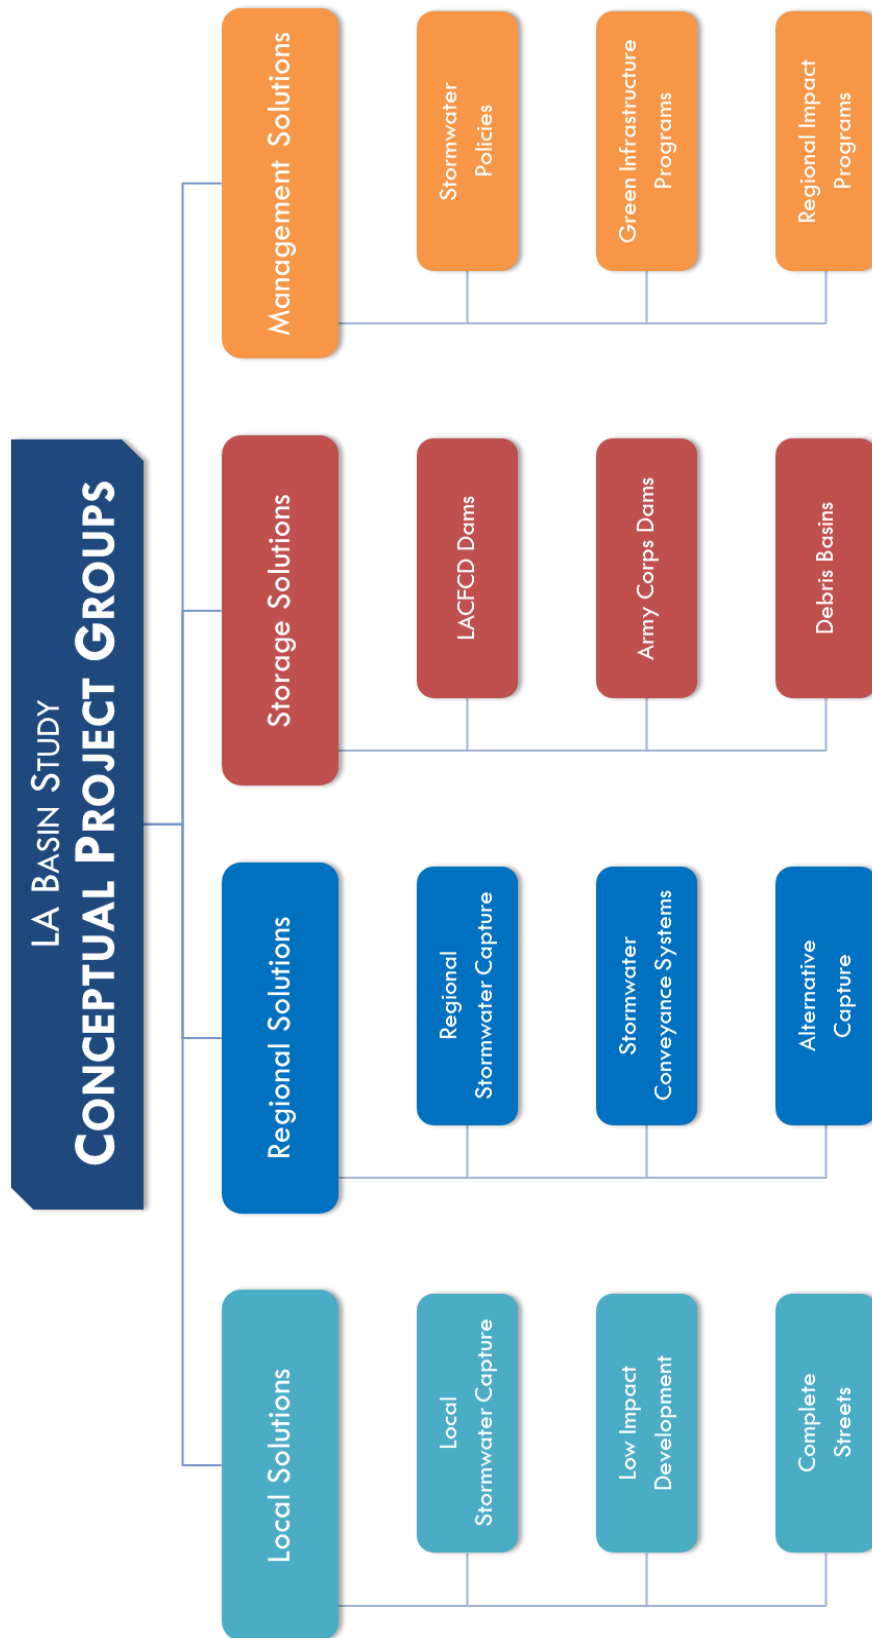 LA BASIN STUDY
CONCEPTUAL PROJECT GROUPS
Local Solutions
Local
Stormwater Capture
Low Impact
Development
Complete
Streets
Regional Solutions
Regional
Stormwater Capture
Stormwater
Conveyance Systems
Alternative
Capture
Storage Solutions
LACFCD Dams
Army Corps Dams
Debris Basins
Management Solutions
Stormwater
Policies
Green Infrastructure
Programs
Regional Impact
Programs